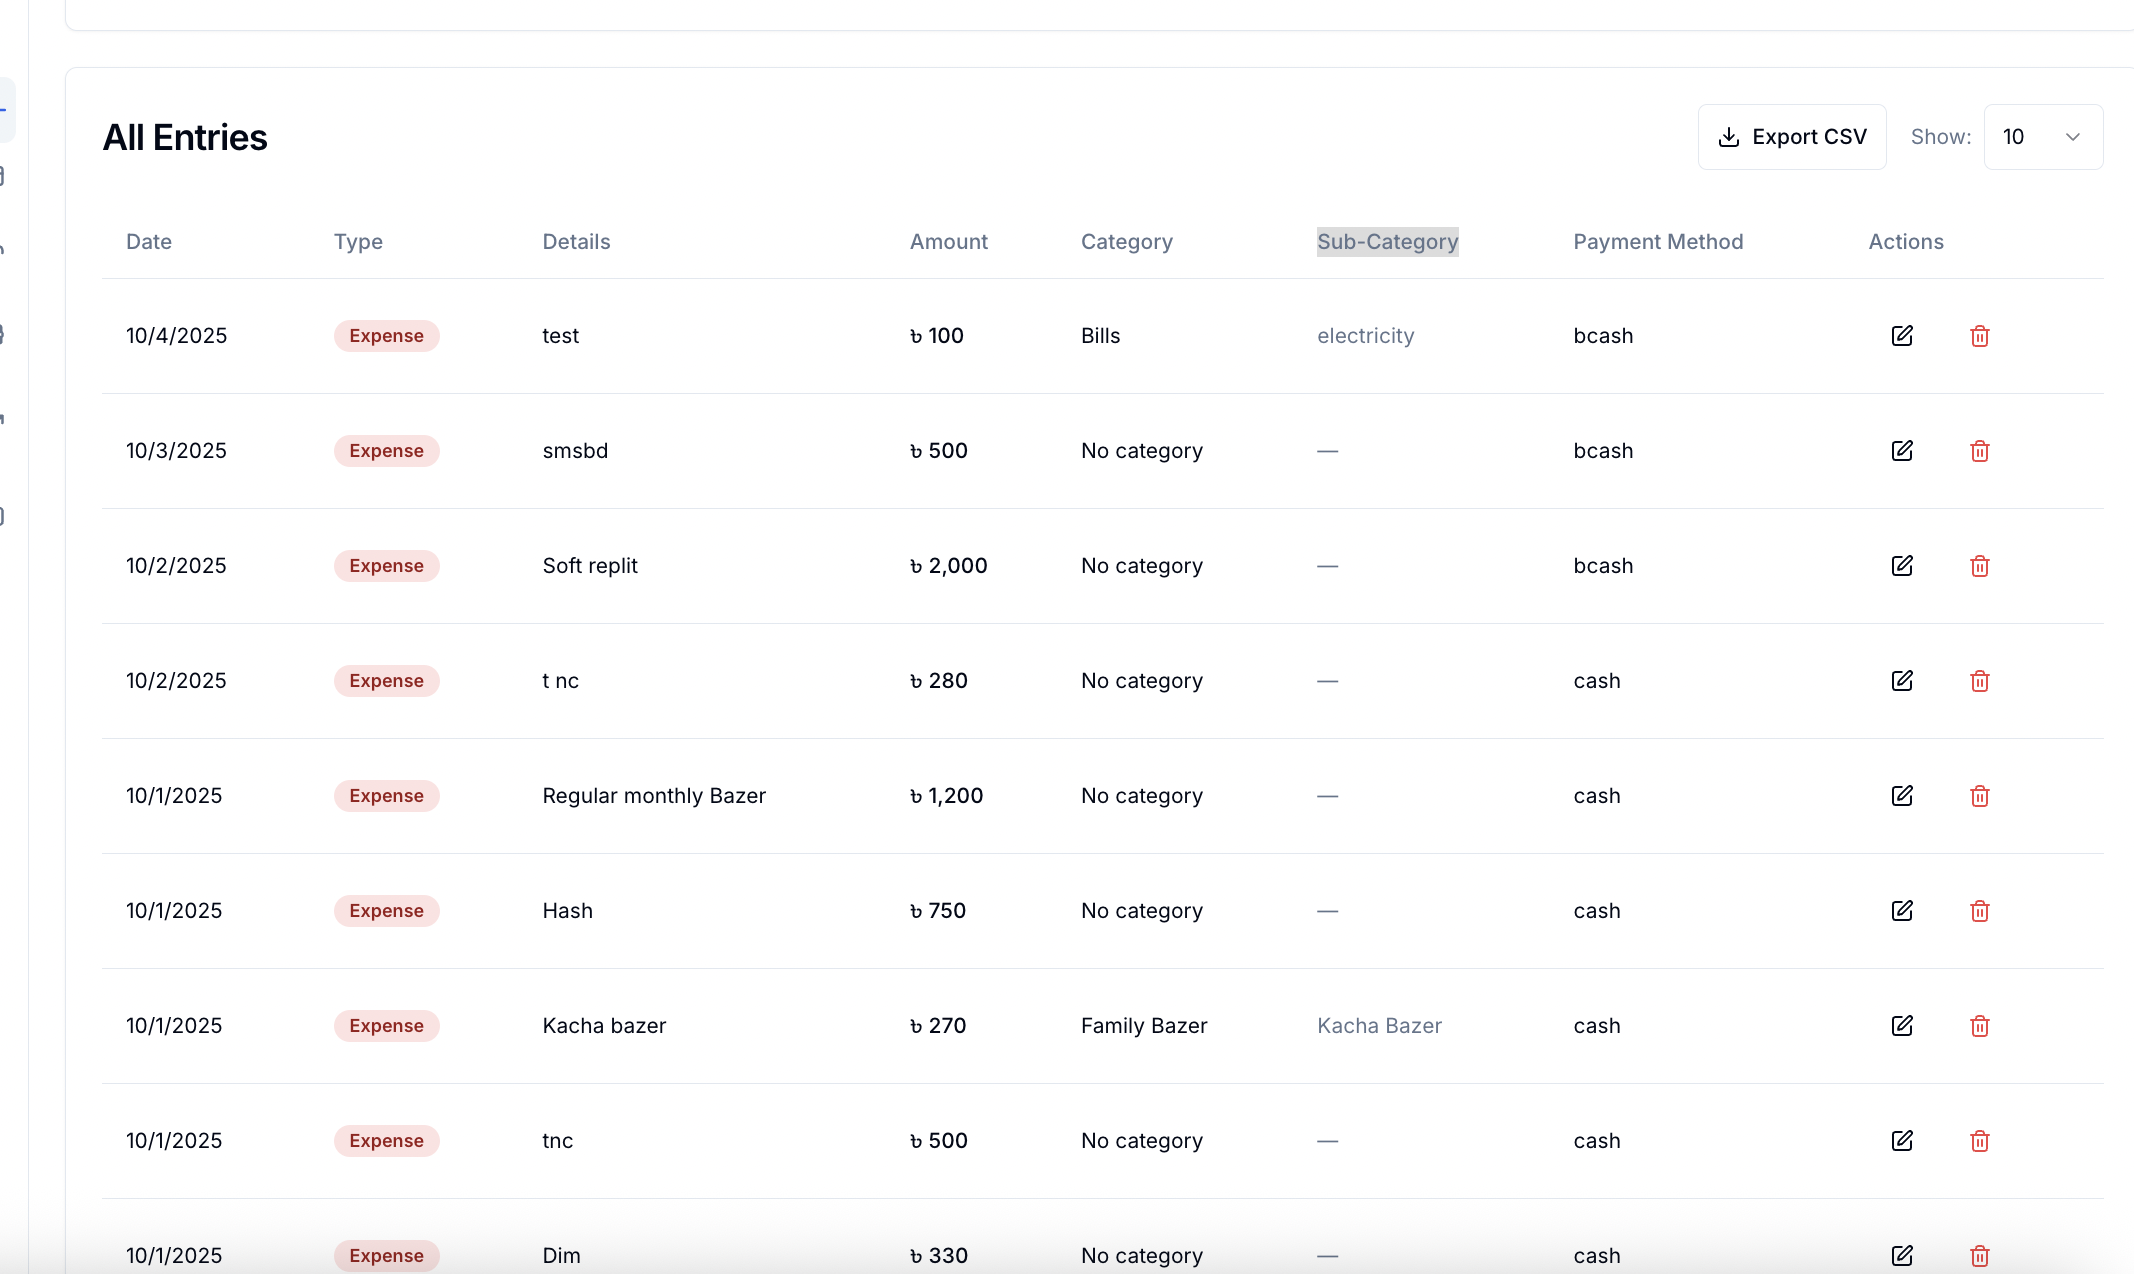 All Entries
Export CSV Show: 10
Date Type Details Amount Category Sub-Category Payment Method Actions
10/4/2025 Expense test ৳ 100 Bills electricity bcash
10/3/2025 Expense smsbd ৳ 500 No category — bcash
10/2/2025 Expense Soft replit ৳ 2,000 No category — bcash
10/2/2025 Expense t nc ৳ 280 No category — cash
10/1/2025 Expense Regular monthly Bazer ৳ 1,200 No category — cash
10/1/2025 Expense Hash ৳ 750 No category — cash
10/1/2025 Expense Kacha bazer ৳ 270 Family Bazer Kacha Bazer cash
10/1/2025 Expense tnc ৳ 500 No category — cash
10/1/2025 Expense Dim ৳ 330 No category — cash